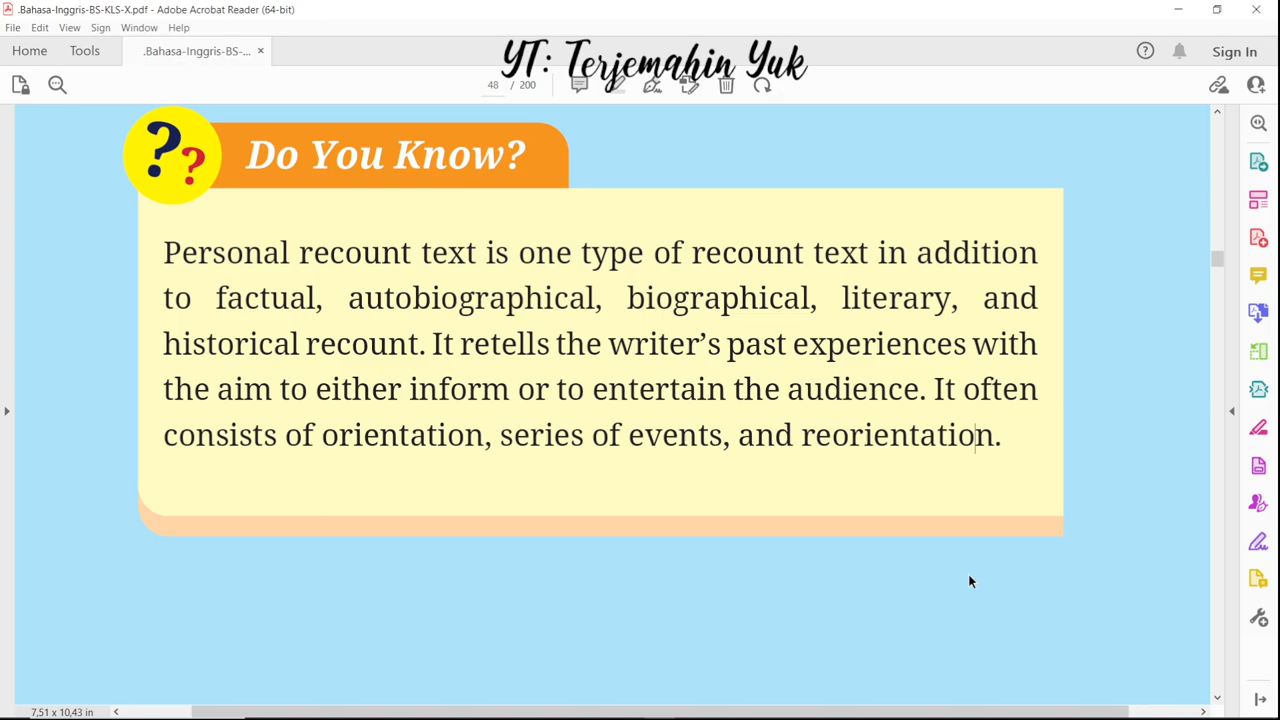 .Bahasa-Inggris-BS-KLS-X.pdf - Adobe Acrobat Reader (64-bit)
File Edit View Sign Window Help
Home Tools .Bahasa-Inggris-BS-... × Sign In
YT: Terjemahin Yuk
48 / 200
? ? Do You Know?
Personal recount text is one type of recount text in addition
to factual, autobiographical, biographical, literary, and
historical recount. It retells the writer’s past experiences with
the aim to either inform or to entertain the audience. It often
consists of orientation, series of events, and reorientation.
7,51 x 10,43 in